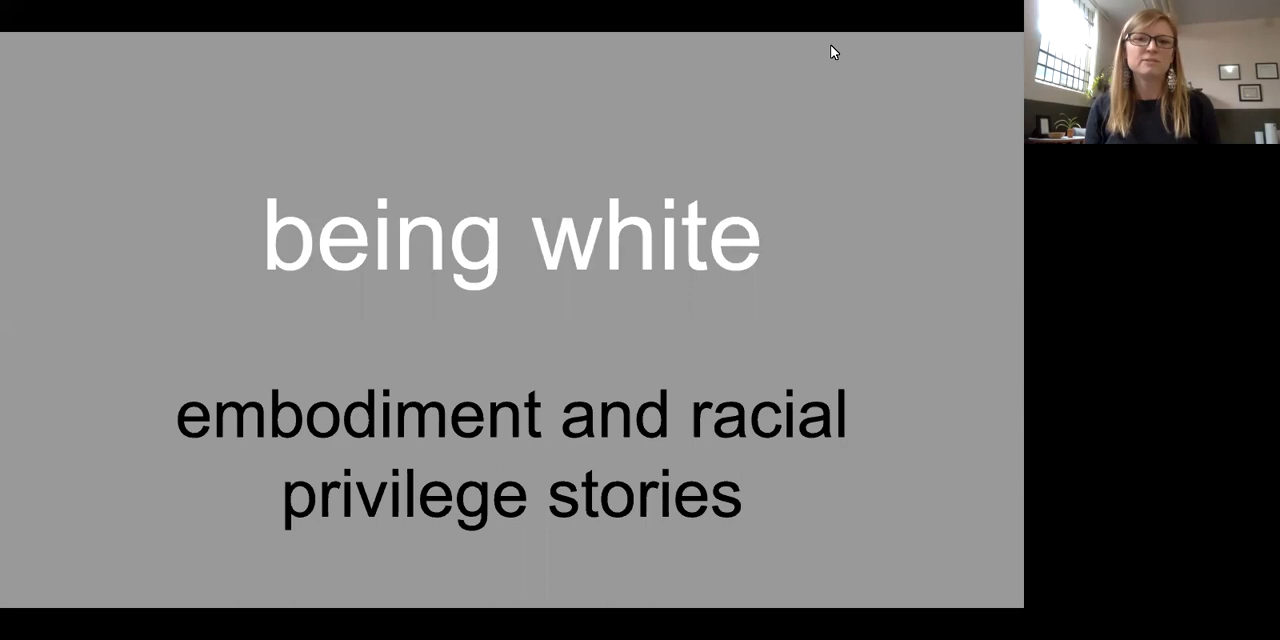 being white
embodiment and racial
privilege stories